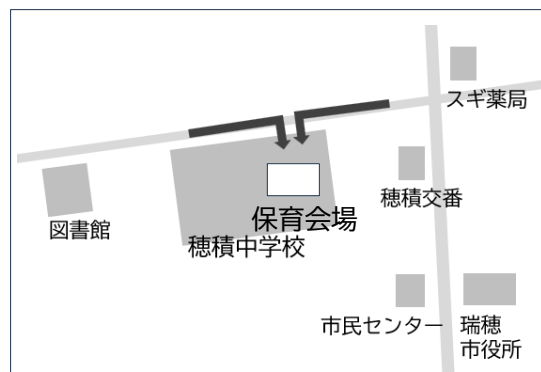 スギ薬局
穂積交番
保育会場
図書館
穂積中学校
市民センター
瑞穂
市役所